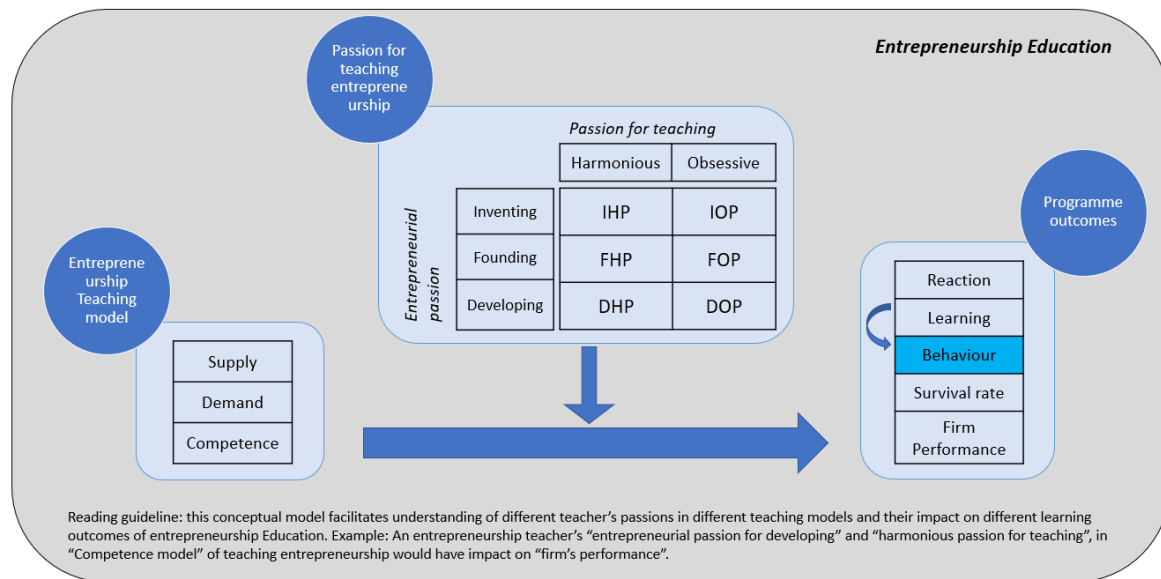 Entrepreneurship Education
Passion for
teaching
entreprene
urship
Passion for teaching
Harmonious
Obsessive
Entrepreneurial
passion
Inventing
IHP
IOP
Founding
FHP
FOP
Developing
DHP
DOP
Programme
outcomes
Reaction
Learning
Behaviour
Survival rate
Firm
Performance
Entreprene
urship
Teaching
model
Supply
Demand
Competence
Reading guideline: this conceptual model facilitates understanding of different teacher’s passions in different teaching models and their impact on different learning
outcomes of entrepreneurship Education. Example: An entrepreneurship teacher’s “entrepreneurial passion for developing” and “harmonious passion for teaching”, in
“Competence model” of teaching entrepreneurship would have impact on “firm’s performance”.